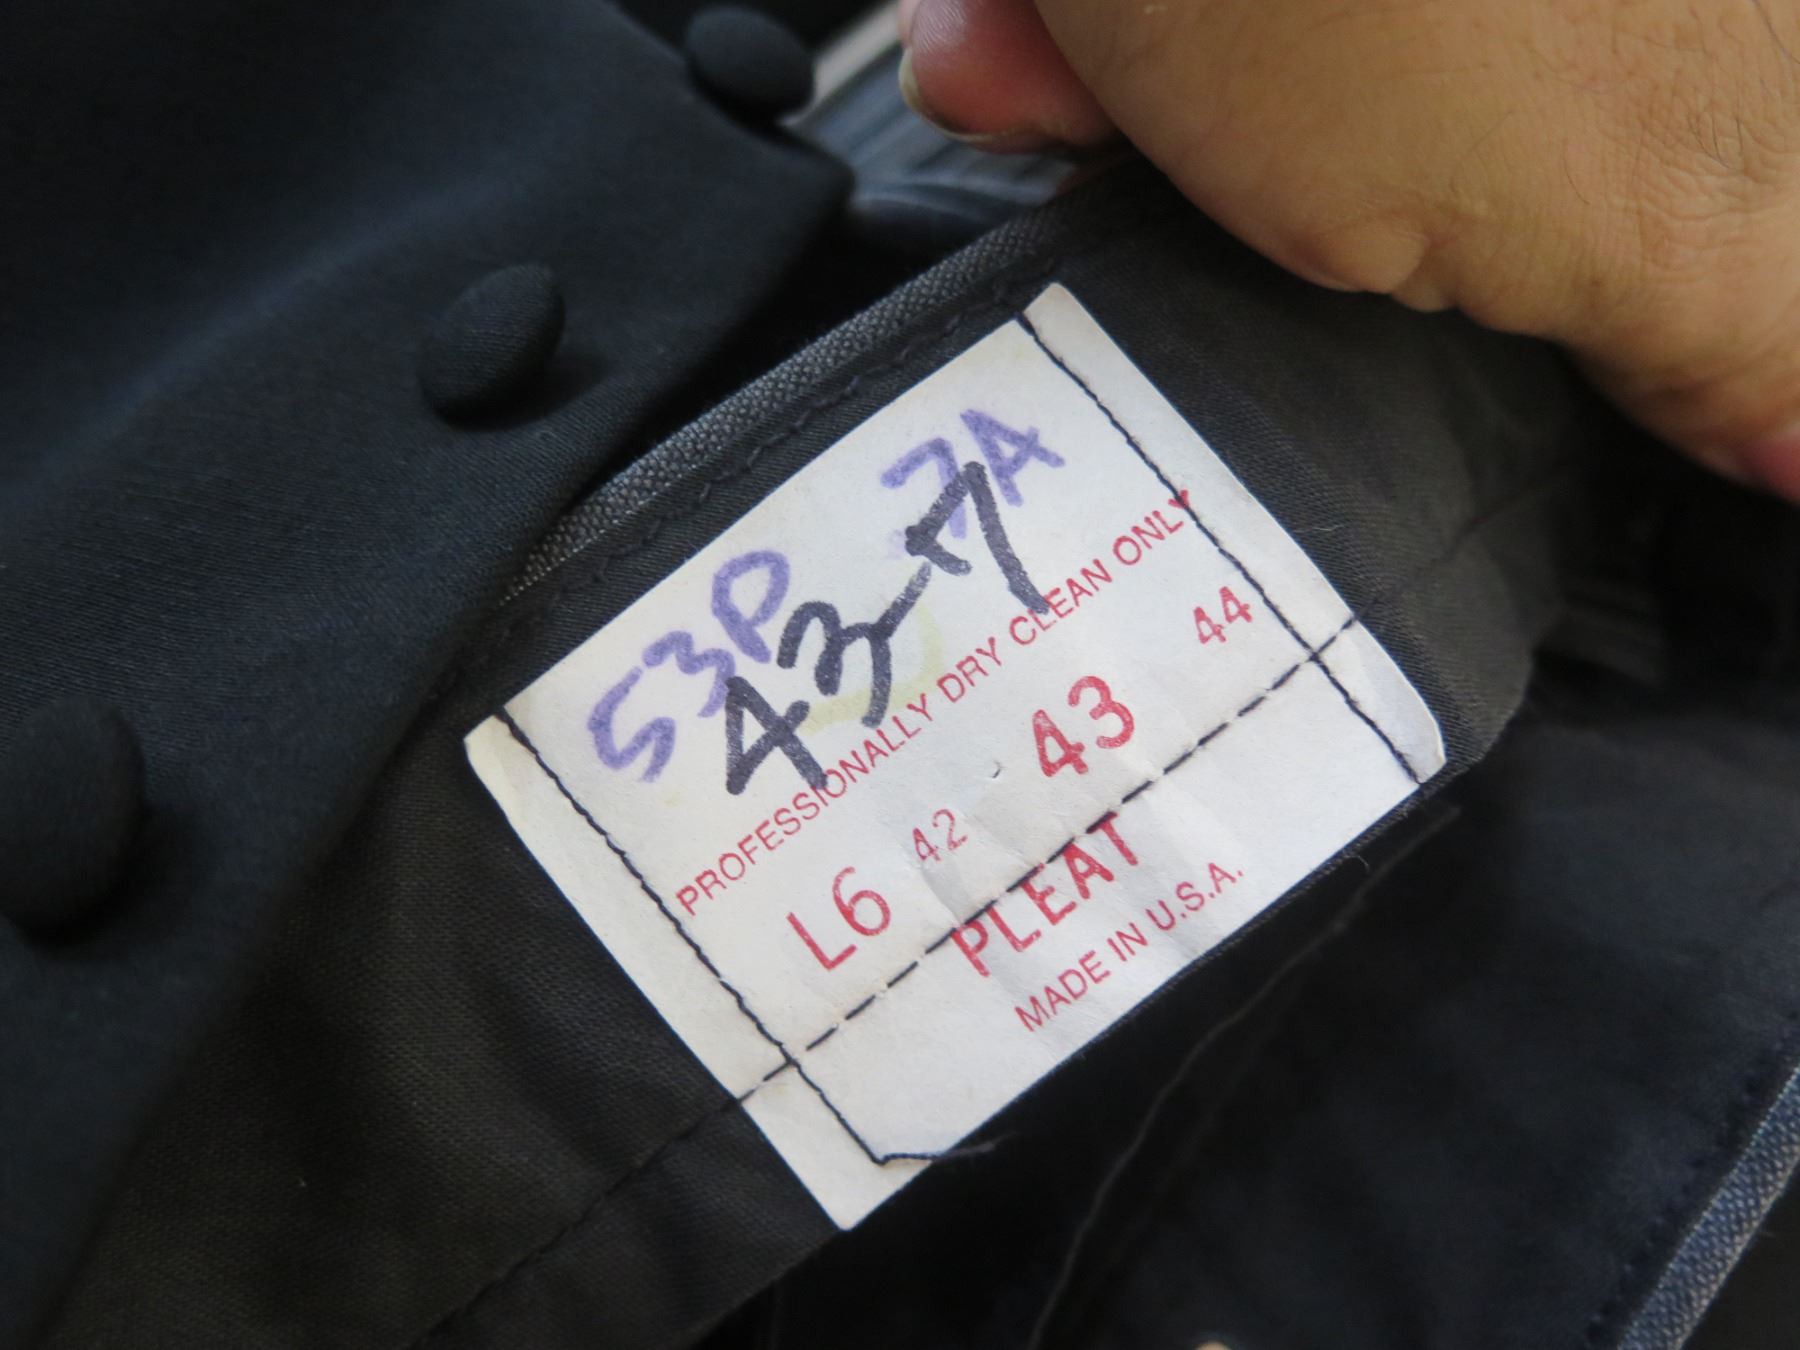 53P 7A
43-7
PROFESSIONALLY DRY CLEAN ONLY
L6 42 43 44
PLEAT
MADE IN U.S.A.